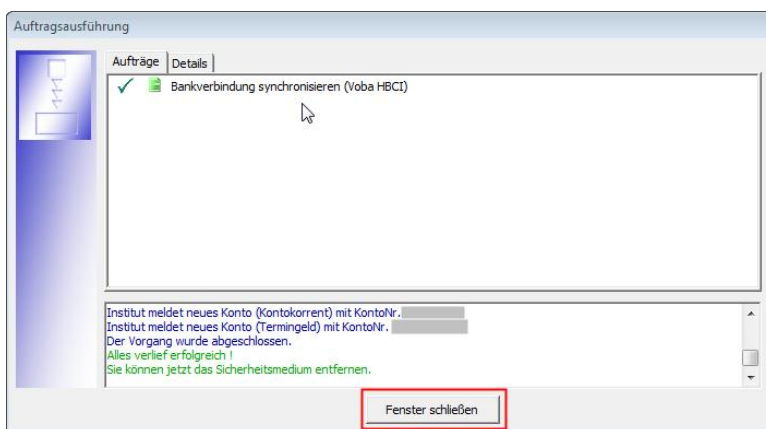 Auftragsausführung
Aufträge Details
Bankverbindung synchronisieren (Voba HBCI)
Institut meldet neues Konto (Kontokorrent) mit KontoNr.
Institut meldet neues Konto (Termingeld) mit KontoNr.
Der Vorgang wurde abgeschlossen.
Alles verlief erfolgreich !
Sie können jetzt das Sicherheitsmedium entfernen.
Fenster schließen